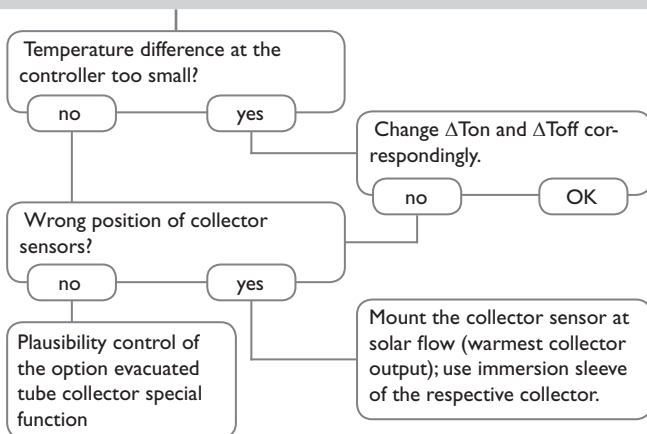 Temperature difference at the
controller too small?
no
yes
Change ΔTon and ΔToff cor-
respondingly.
no
OK
Wrong position of collector
sensors?
no
yes
Plausibility control of
the option evacuated
tube collector special
function
Mount the collector sensor at
solar flow (warmest collector
output); use immersion sleeve
of the respective collector.